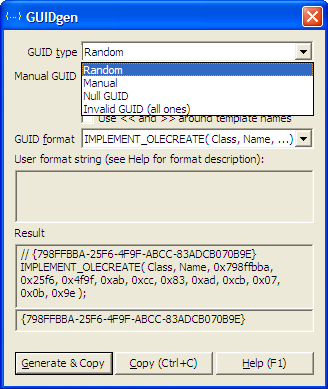 {···} GUIDgen
GUID type Random
Random
Manual GUID
Manual
Null GUID
Invalid GUID (all ones)
Use << and >> around template names
GUID format IMPLEMENT_OLECREATE( Class, Name, ...)
User format string (see Help for format description):
Result
// {798FFBBA-25F6-4F9F-ABCC-83ADCB070B9E}
IMPLEMENT_OLECREATE( Class, Name, 0x798ffbba,
0x25f6, 0x4f9f, 0xab, 0xcc, 0x83, 0xad, 0xcb, 0x07,
0x0b, 0x9e );
{798FFBBA-25F6-4F9F-ABCC-83ADCB070B9E}
Generate & Copy Copy (Ctrl+C) Help (F1)